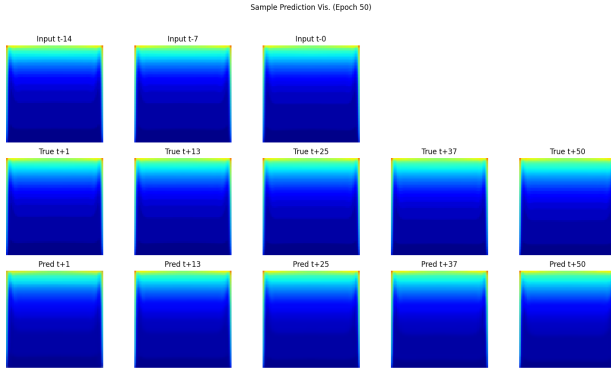 Sample Prediction Vis. (Epoch 50)
Input t-14 Input t-7 Input t-0
True t+1 True t+13 True t+25 True t+37 True t+50
Pred t+1 Pred t+13 Pred t+25 Pred t+37 Pred t+50